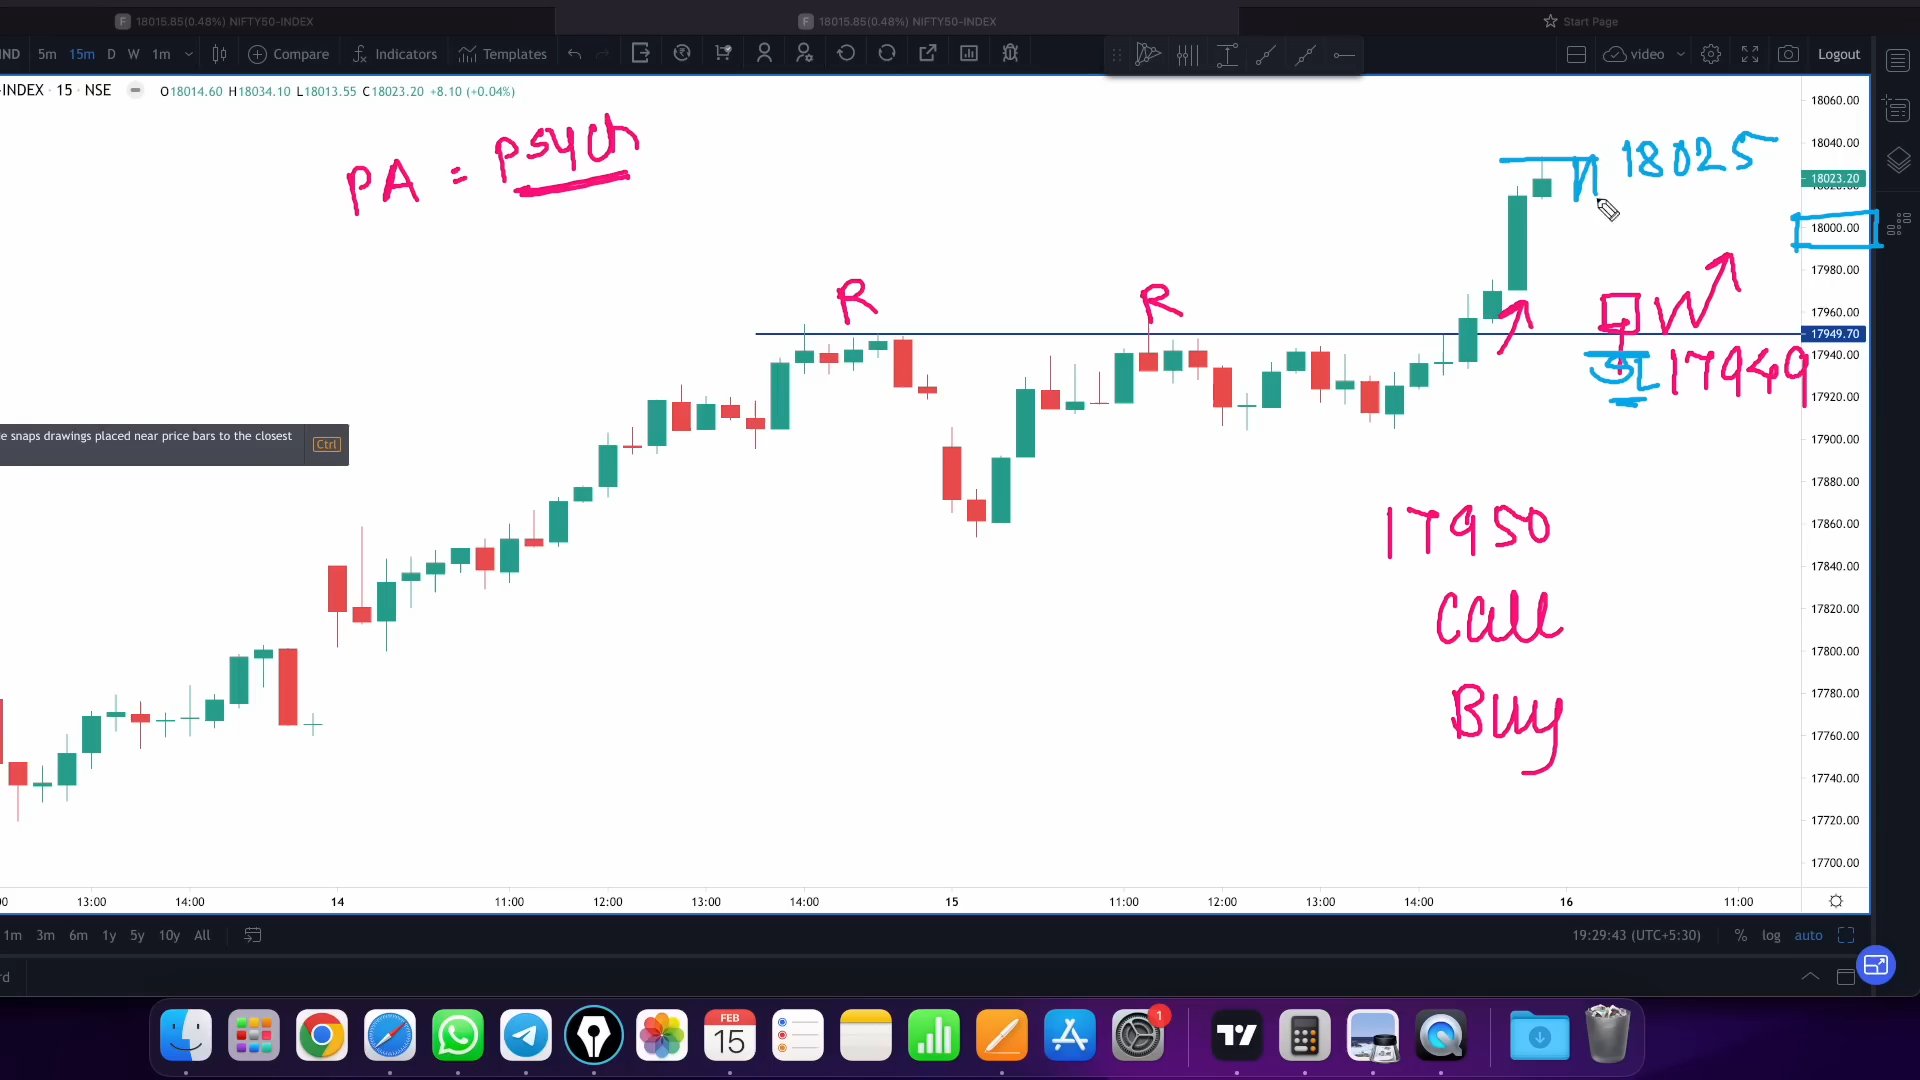 18015.85(0.48%) NIFTY50-INDEX
18015.85(0.48%) NIFTY50-INDEX
Start Page
ND 5m 15m D W 1m Compare Indicators Templates video Logout
-INDEX · 15 · NSE O18014.60 H18034.10 L18013.55 C18023.20 +8.10 (+0.04%)
PA = psych
18025
R
R
SL
17949
17950
Call
Buy
e snaps drawings placed near price bars to the closest Ctrl
18060.00
18040.00
18023.20
18000.00
17980.00
17960.00
17949.70
17940.00
17920.00
17900.00
17880.00
17860.00
17840.00
17820.00
17800.00
17780.00
17760.00
17740.00
17720.00
17700.00
13:00 14:00 14 11:00 12:00 13:00 14:00 15 11:00 12:00 13:00 14:00 16 11:00
1m 3m 6m 1y 5y 10y All 19:29:43 (UTC+5:30) % log auto
rd
FEB
15
1